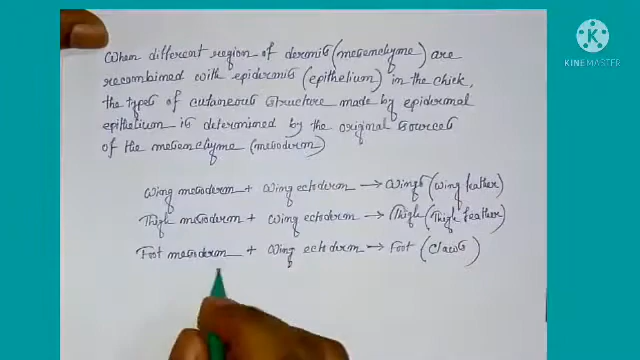 When different region of dermis (mesenchyme) are
recombined with epidermis (epithelium) in the chick,
the types of cutaneous structure made by epidermal
epithelium is determined by the original sources
of the mesenchyme (mesoderm)
Wing mesoderm + Wing ectoderm → Wings (wing feather)
Thigh mesoderm + Wing ectoderm → Thigh (Thigh feather)
Foot mesoderm + Wing ectoderm → Foot (Claws)
KINEMASTER